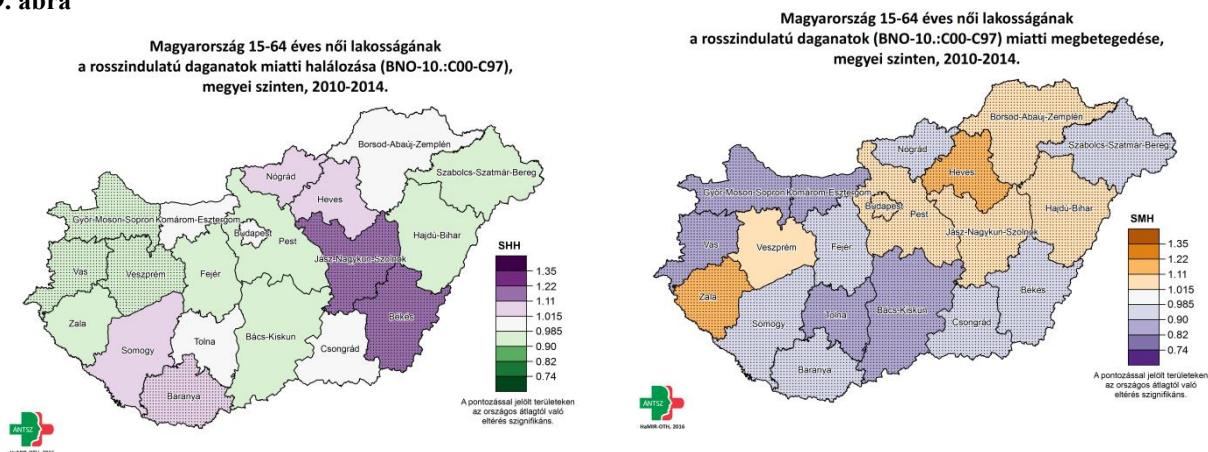 . ábra
Magyarország 15-64 éves női lakosságának
a rosszindulatú daganatok miatti halálozása (BNO-10.:C00-C97),
megyei szinten, 2010-2014.
Borsod-Abaúj-Zemplén
Szabolcs-Szatmár-Bereg
Nógrád
Heves
Győr-Moson-Sopron
Komárom-Esztergom
Budapest
Pest
Hajdú-Bihar
Jász-Nagykun-Szolnok
Vas
Veszprém
Fejér
Zala
Bács-Kiskun
Békés
Somogy
Tolna
Csongrád
Baranya
SHH
1.35
1.22
1.11
1.015
0.985
0.90
0.82
0.74
A pontozással jelölt területeken
az országos átlagtól való
eltérés szignifikáns.
ÁNTSZ
HaMIR-OTH, 2016
Magyarország 15-64 éves női lakosságának
a rosszindulatú daganatok (BNO-10.:C00-C97) miatti megbetegedése,
megyei szinten, 2010-2014.
Borsod-Abaúj-Zemplén
Szabolcs-Szatmár-Bereg
Nógrád
Heves
Győr-Moson-Sopron
Komárom-Esztergom
Budapest
Pest
Hajdú-Bihar
Jász-Nagykun-Szolnok
Vas
Veszprém
Fejér
Zala
Bács-Kiskun
Békés
Somogy
Tolna
Csongrád
Baranya
SMH
1.35
1.22
1.11
1.015
0.985
0.90
0.82
0.74
A pontozással jelölt területeken
az országos átlagtól való
eltérés szignifikáns.
ÁNTSZ
HaMIR-OTH, 2016